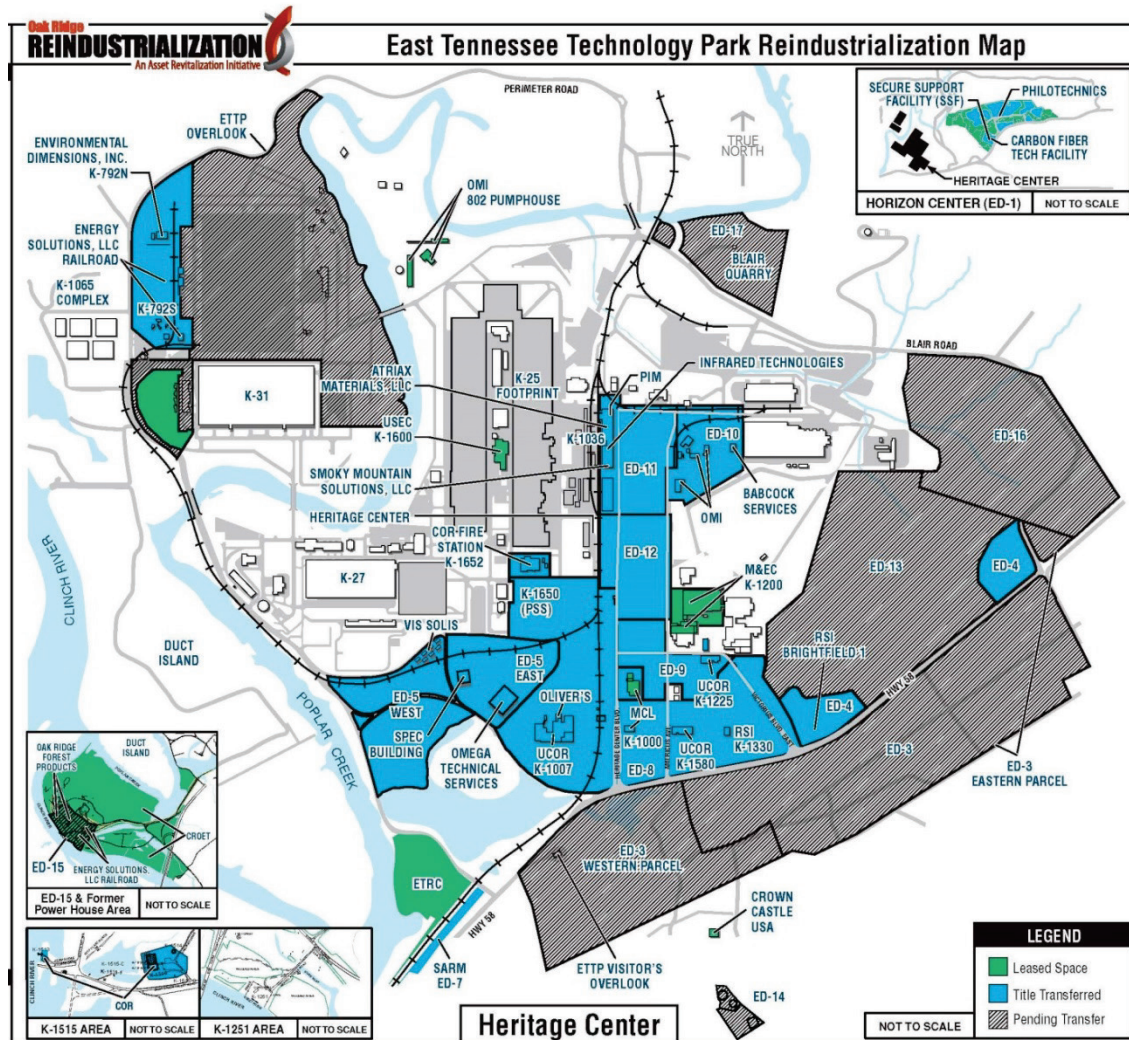 Oak Ridge
REINDUSTRIALIZATION
An Asset Revitalization Initiative
East Tennessee Technology Park Reindustrialization Map
PERIMETER ROAD
ETTP
OVERLOOK
TRUE
NORTH
SECURE SUPPORT
FACILITY (SSF)
PHILOTECHNICS
CARBON FIBER
TECH FACILITY
HERITAGE CENTER
HORIZON CENTER (ED-1)
NOT TO SCALE
ENVIRONMENTAL
DIMENSIONS, INC.
K-792N
ENERGY
SOLUTIONS, LLC
RAILROAD
K-1065
COMPLEX
K-792S
OMI
802 PUMPHOUSE
ED-17
BLAIR
QUARRY
BLAIR ROAD
K-31
ATRIAX
MATERIALS, LLC
USEC
K-1600
K-25
FOOTPRINT
INFRARED TECHNOLOGIES
PIM
K-1036
SMOKY MOUNTAIN
SOLUTIONS, LLC
HERITAGE CENTER
ED-11
ED-10
OMI
BABCOCK
SERVICES
ED-16
COR FIRE
STATION
K-1652
ED-12
ED-13
ED-4
K-27
K-1650
(PSS)
M&EC
K-1200
VIS SOLIS
CLINCH RIVER
DUCT
ISLAND
POPLAR CREEK
ED-5
EAST
ED-5
WEST
OLIVER'S
SPEC
BUILDING
OMEGA
TECHNICAL
SERVICES
UCOR
K-1007
ED-9
UCOR
K-1225
MCL
K-1000
UCOR
K-1580
RSI
K-1330
ED-8
HERITAGE CENTER BLVD
RSI
BRIGHTFIELD 1
ED-4
HWY 58
ED-3
ED-3
EASTERN PARCEL
ED-3
WESTERN PARCEL
ETRC
HWY 58
SARM
ED-7
ETTP VISITOR'S
OVERLOOK
CROWN
CASTLE
USA
ED-14
OAK RIDGE
FOREST
PRODUCTS
DUCT
ISLAND
CROET
ED-15
ENERGY SOLUTIONS,
LLC RAILROAD
ED-15 & Former
Power House Area
NOT TO SCALE
CLINCH RIVER
COR
K-1515 AREA
NOT TO SCALE
CLINCH RIVER
K-1251 AREA
NOT TO SCALE
Heritage Center
NOT TO SCALE
LEGEND
Leased Space
Title Transferred
Pending Transfer